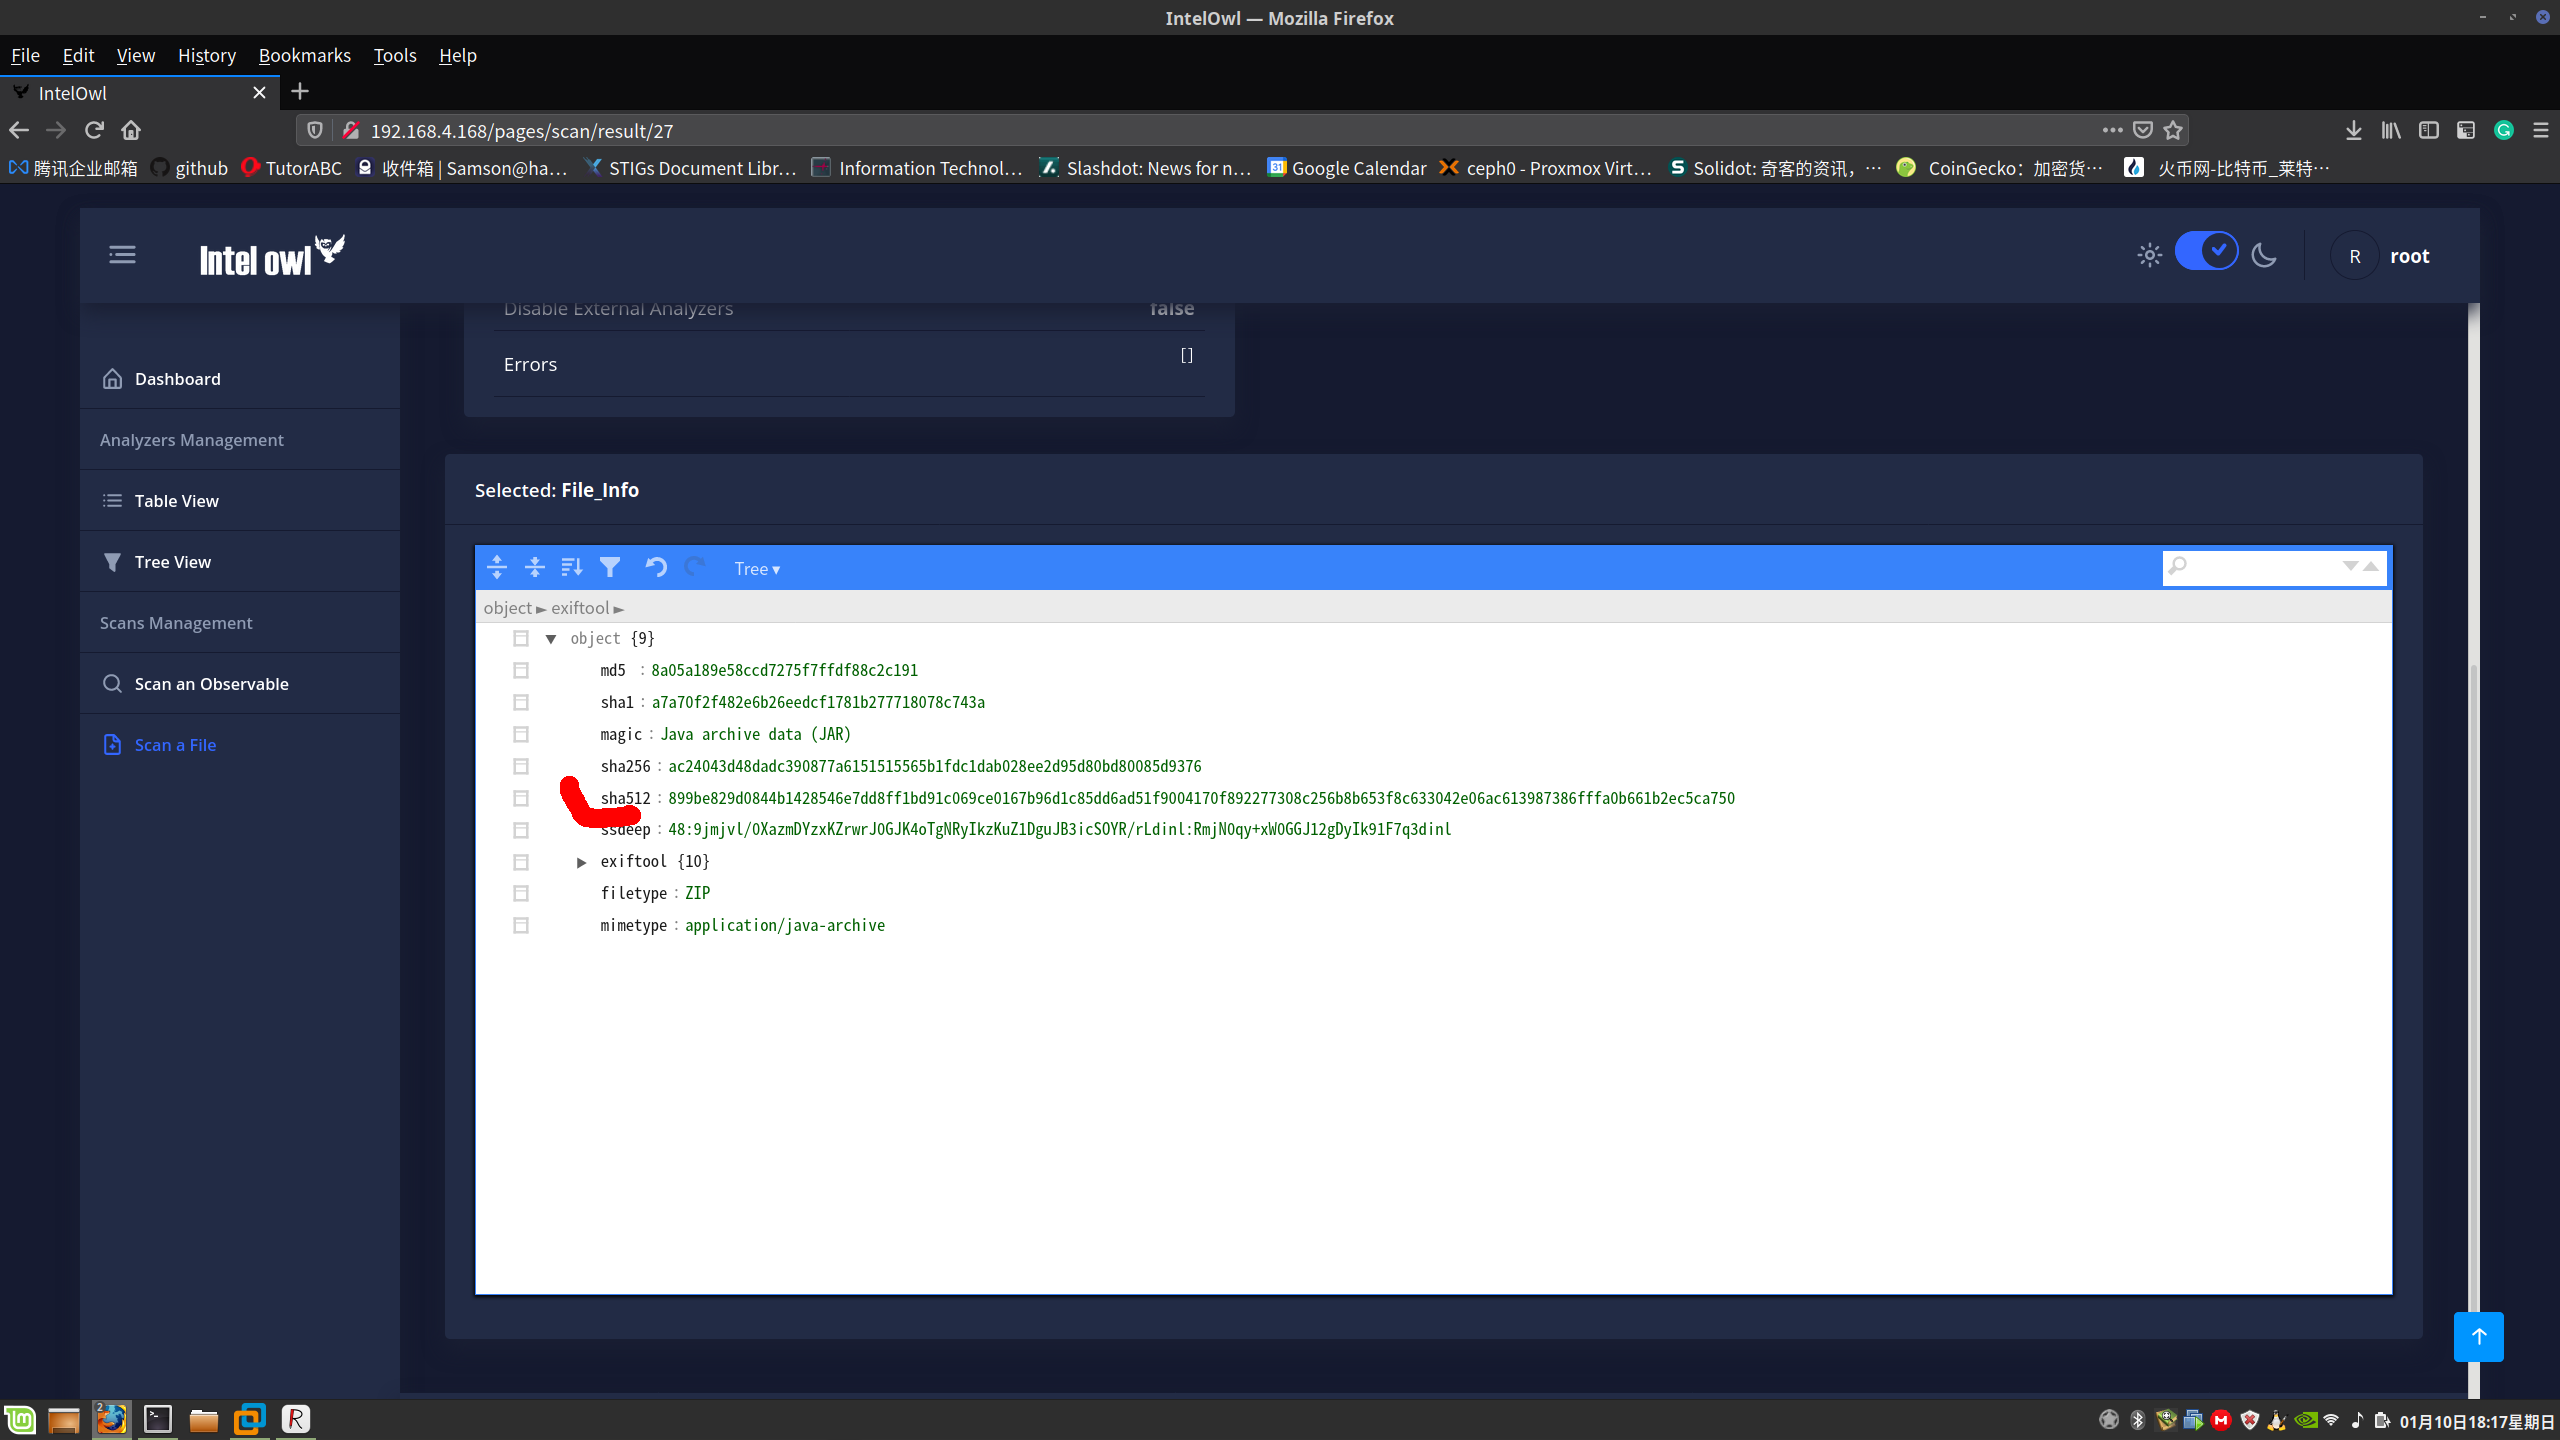 IntelOwl — Mozilla Firefox
File Edit View History Bookmarks Tools Help
IntelOwl
192.168.4.168/pages/scan/result/27
腾讯企业邮箱 github TutorABC 收件箱 | Samson@ha… STIGs Document Libr… Information Technol… Slashdot: News for n… 31 Google Calendar ceph0 - Proxmox Virt… Solidot: 奇客的资讯，… CoinGecko：加密货… 火币网-比特币_莱特…
Intel owl
R root
Disable External Analyzers false
Errors []
Dashboard
Analyzers Management
Table View
Tree View
Scans Management
Scan an Observable
Scan a File
Selected: File_Info
Tree ▾
object ► exiftool ►
object {9}
md5 : 8a05a189e58ccd7275f7ffdf88c2c191
sha1 : a7a70f2f482e6b26eedcf1781b277718078c743a
magic : Java archive data (JAR)
sha256 : ac24043d48dadc390877a6151515565b1fdc1dab028ee2d95d80bd80085d9376
sha512 : 899be829d0844b1428546e7dd8ff1bd91c069ce0167b96d1c85dd6ad51f9004170f892277308c256b8b653f8c633042e06ac613987386fffa0b661b2ec5ca750
ssdeep : 48:9jmjvl/0XazmDYzxKZrwrJ0GJK4oTgNRyIkzKuZ1DguJB3icSOYR/rLdinl:RmjN0qy+xW0GGJ12gDyIk91F7q3dinl
exiftool {10}
filetype : ZIP
mimetype : application/java-archive
2
01月10日18:17星期日